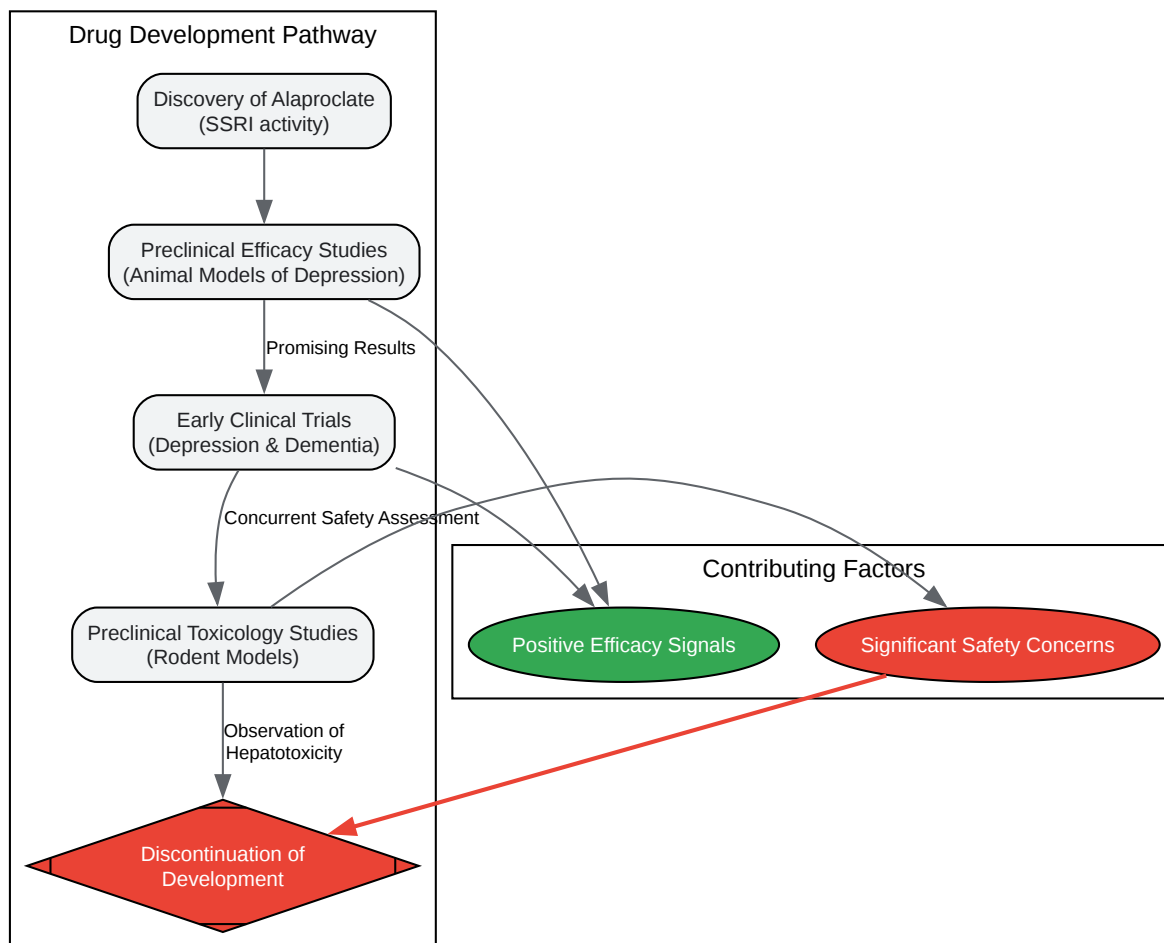 Drug Development Pathway
Discovery of Alaproclate
(SSRI activity)
Preclinical Efficacy Studies
(Animal Models of Depression)
Promising Results
Early Clinical Trials
(Depression & Dementia)
Concurrent Safety Assessment
Contributing Factors
Preclinical Toxicology Studies
(Rodent Models)
Positive Efficacy Signals
Significant Safety Concerns
Observation of
Hepatotoxicity
Discontinuation of
Development